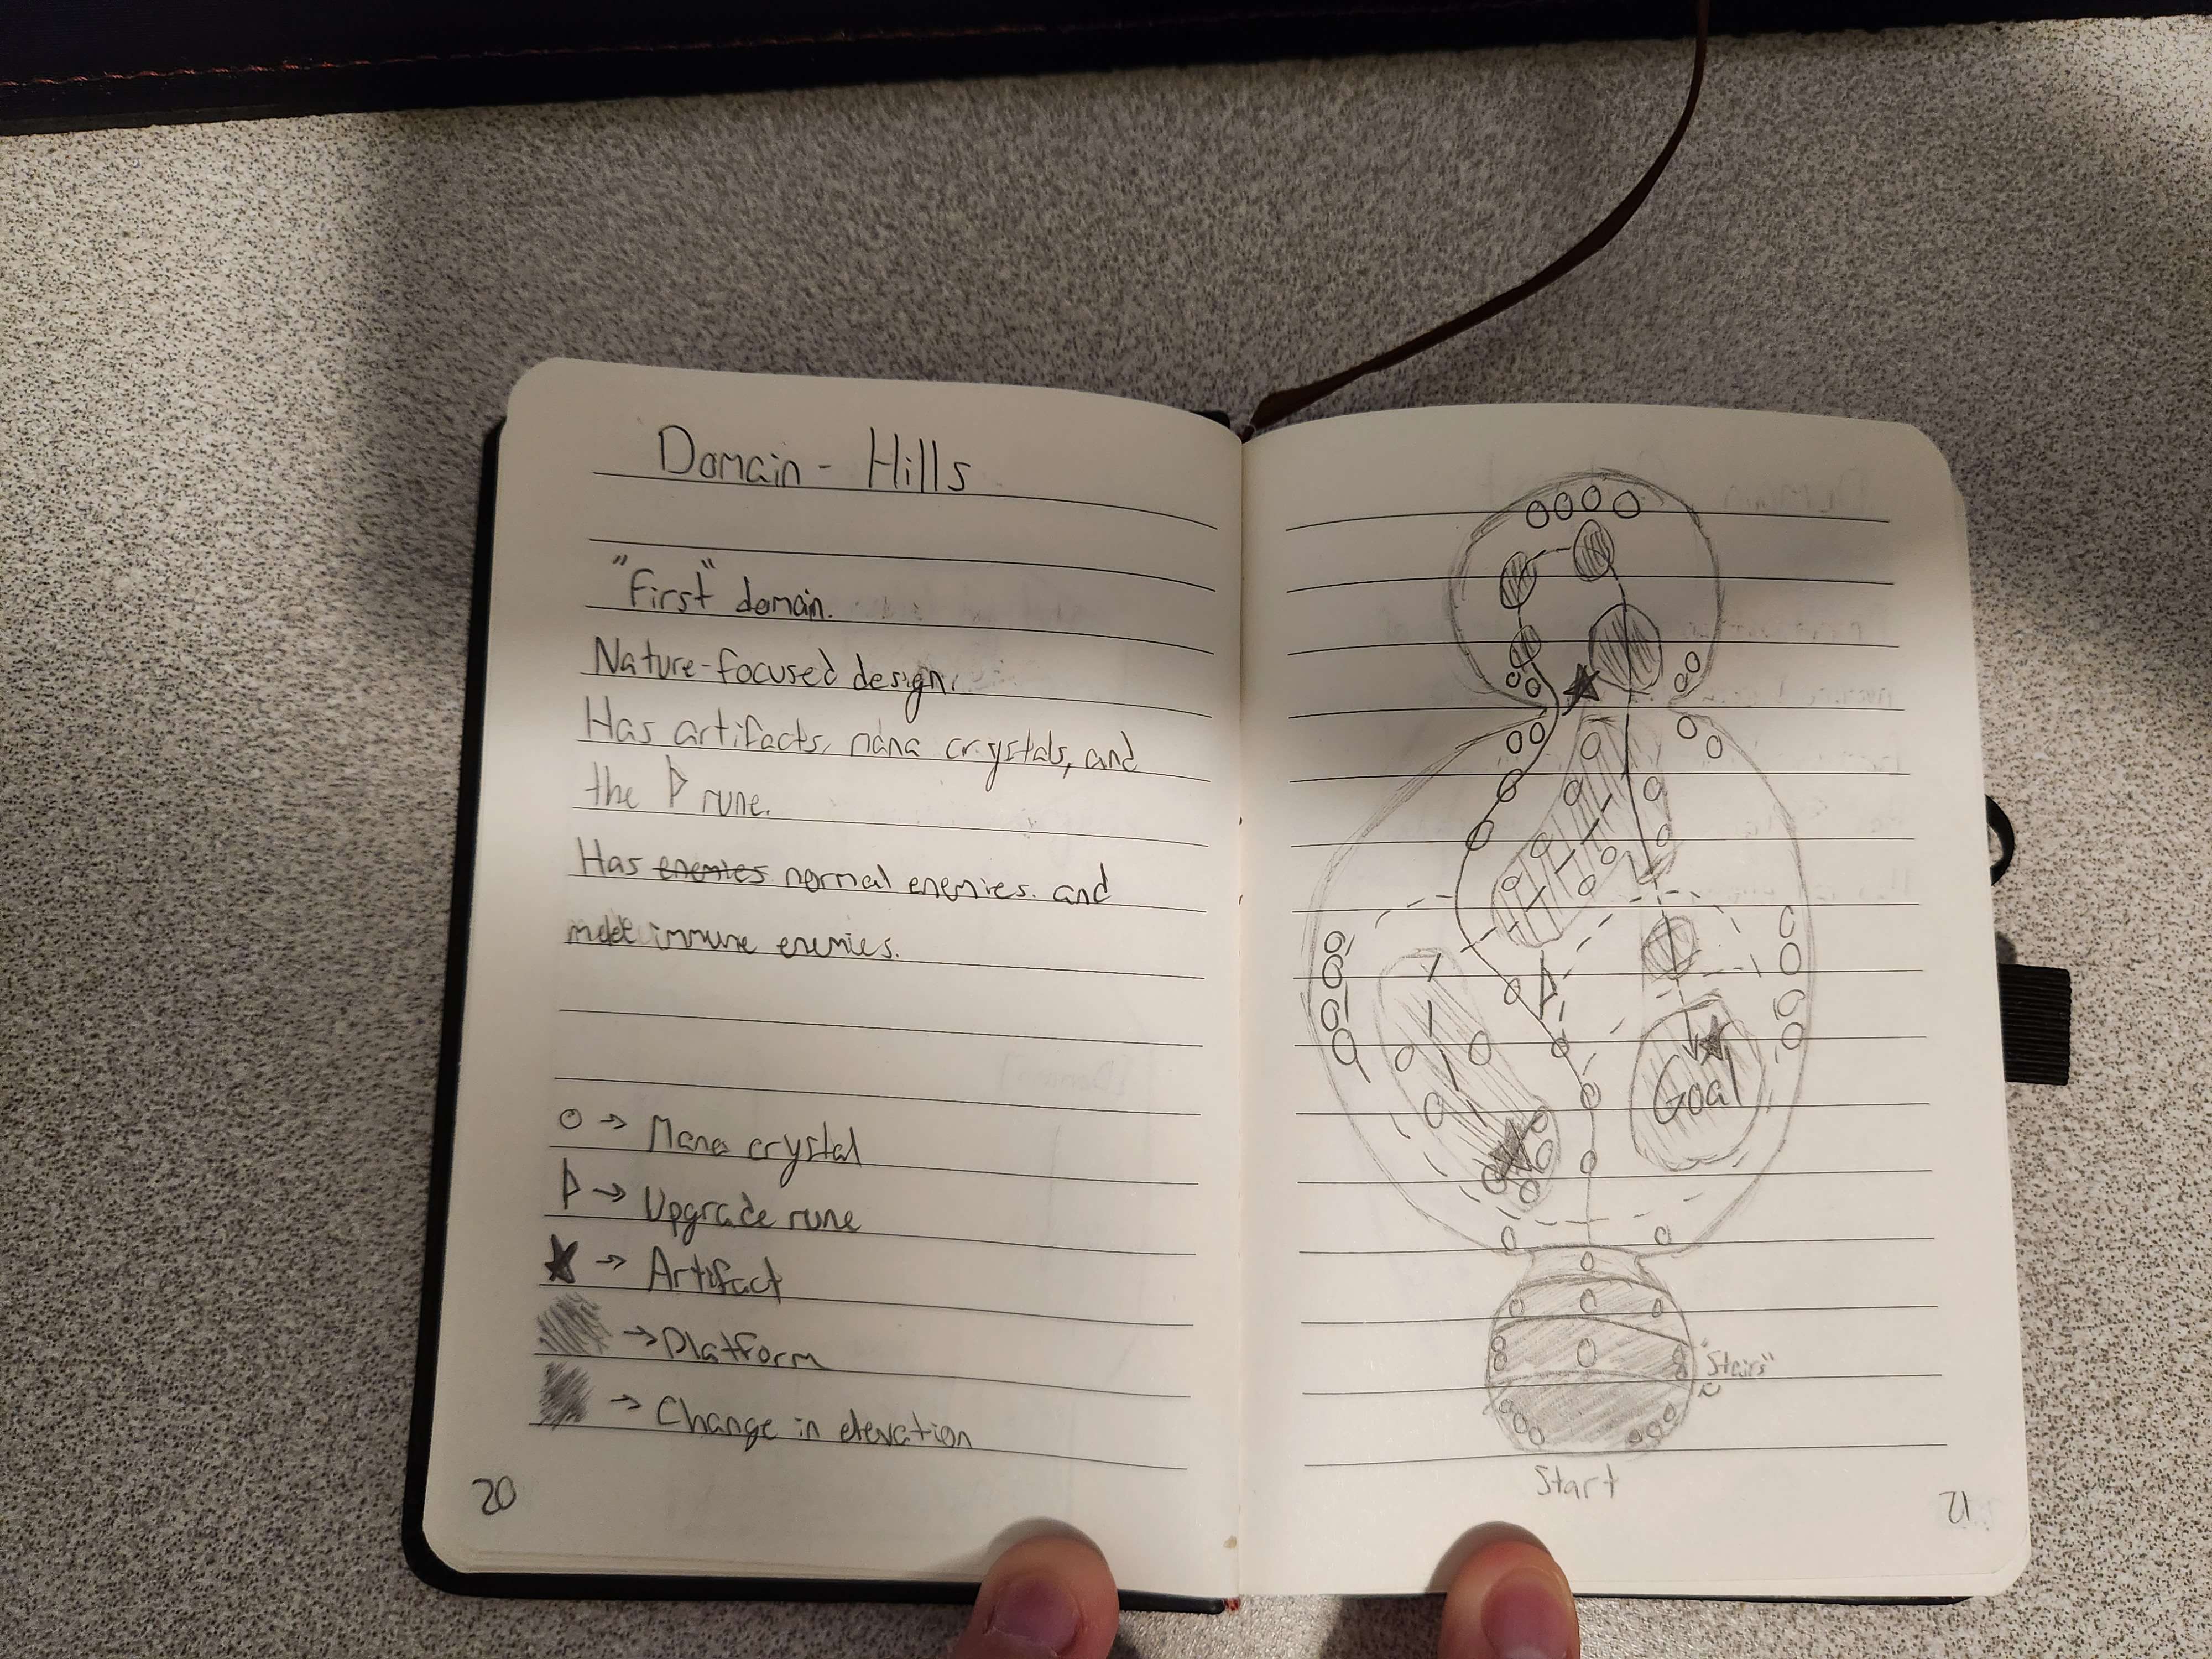 Domain - Hills
"First" domain.
Nature-focused design.
Has artifacts, mana crystals, and
the Þ rune.
Has enemies normal enemies. and
immune enemies.
O → Mana crystal
Þ → Upgrade rune
★ → Artifact
→ Platform
→ Change in elevation
20
Þ
Goal
"Stairs"
Start
21